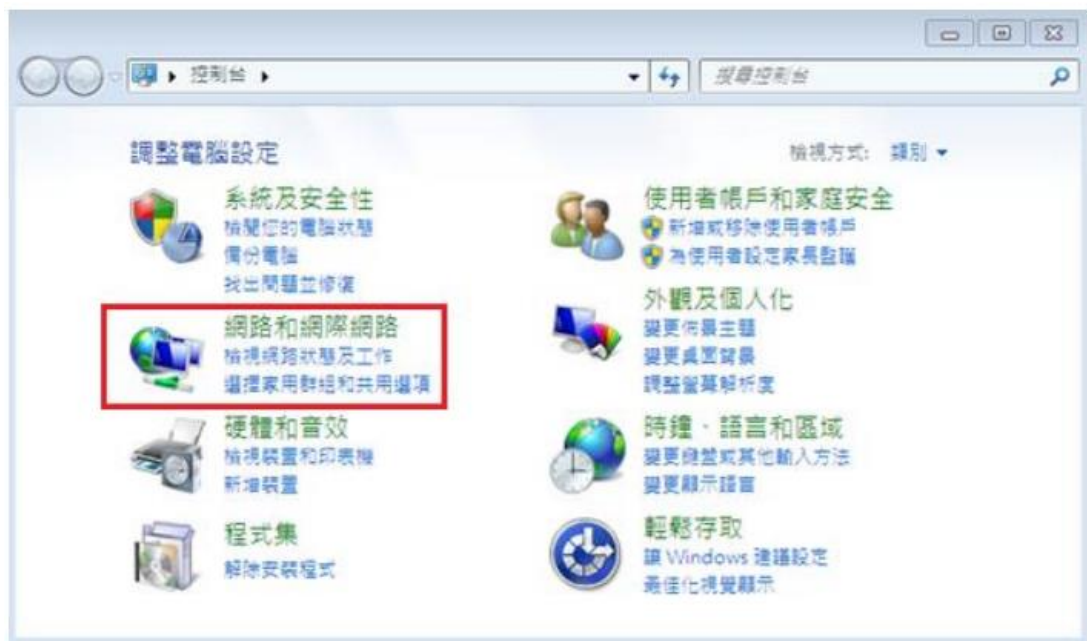 控制台
搜尋控制台
調整電腦設定
檢視方式: 類別
系統及安全性
檢閱您的電腦狀態
備份電腦
找出問題並修復
網路和網際網路
檢視網路狀態及工作
選擇家用群組和共用選項
硬體和音效
檢視裝置和印表機
新增裝置
程式集
解除安裝程式
使用者帳戶和家庭安全
新增或移除使用者帳戶
為使用者設定家長監護
外觀及個人化
變更佈景主題
變更桌面背景
調整螢幕解析度
時鐘、語言和區域
變更鍵盤或其他輸入方法
變更顯示語言
輕鬆存取
讓 Windows 建議設定
最佳化視覺顯示